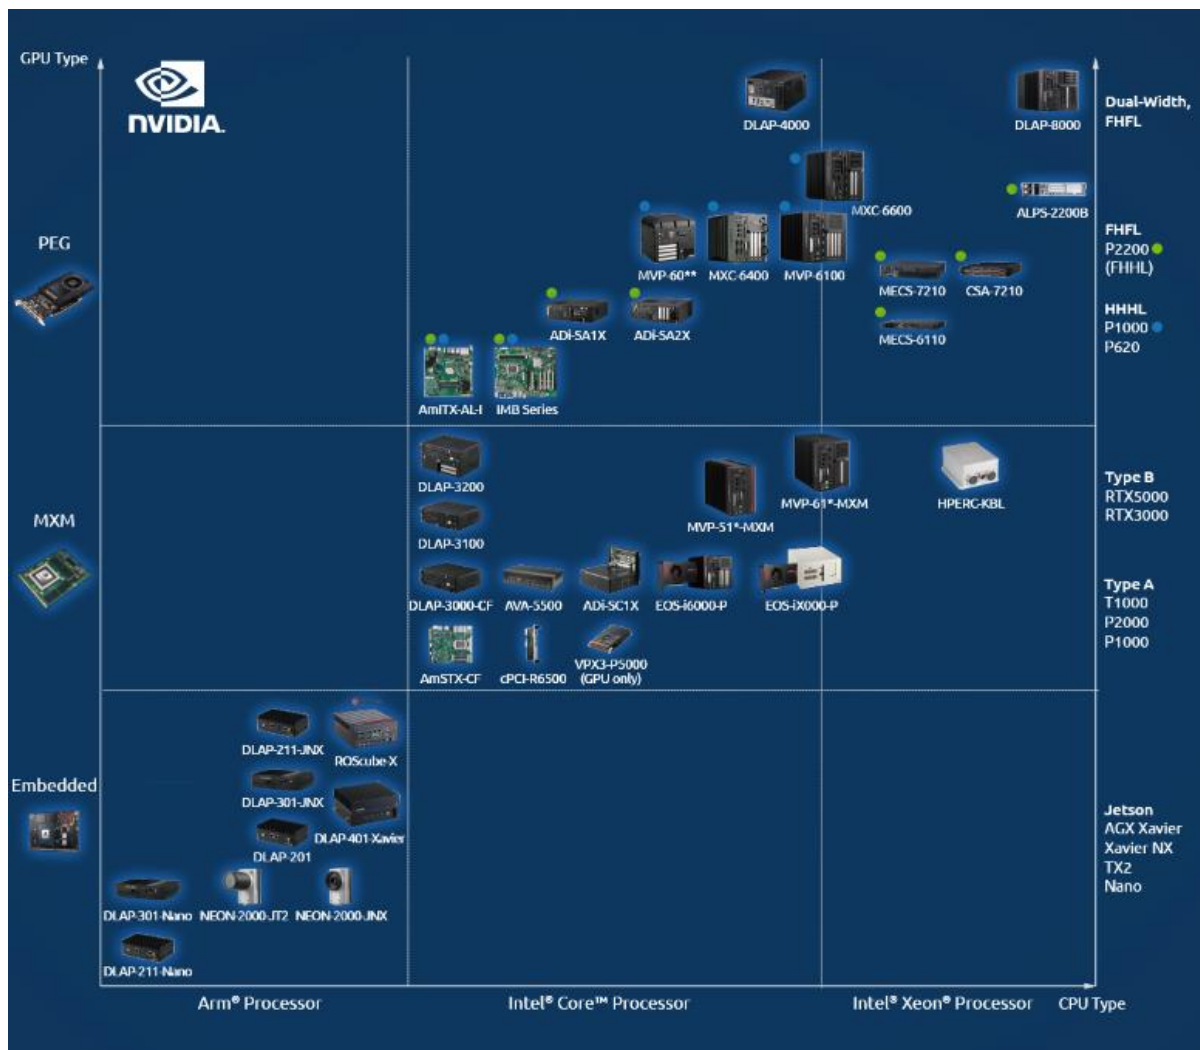 GPU Type
NVIDIA.
DLAP-4000
DLAP-8000
Dual-Width,
FHFL
MXC-6600
ALPS-2200B
PEG
MVP-60**
MXC-6400
MVP-6100
MECS-7210
CSA-7210
FHFL
P2200
(FHHL)
ADi-SA1X
ADi-SA2X
MECS-6110
HHHL
P1000
P620
AmITX-AL-I
IMB Series
MXM
DLAP-3200
MVP-51*-MXM
MVP-61*-MXM
HPERC-KBL
Type B
RTX5000
RTX3000
DLAP-3100
DLAP-3000-CF
AVA-5500
ADi-SC1X
EOS-i6000-P
EOS-iX000-P
Type A
T1000
P2000
P1000
AmSTX-CF
cPCI-R6500
VPX3-P5000
(GPU only)
Embedded
DLAP-211-JNX
ROScube-X
DLAP-301-JNX
DLAP-401-Xavier
DLAP-201
Jetson
AGX Xavier
Xavier NX
TX2
Nano
DLAP-301-Nano
NEON-2000-JT2
NEON-2000-JNX
DLAP-211-Nano
Arm® Processor
Intel® Core™ Processor
Intel® Xeon® Processor
CPU Type